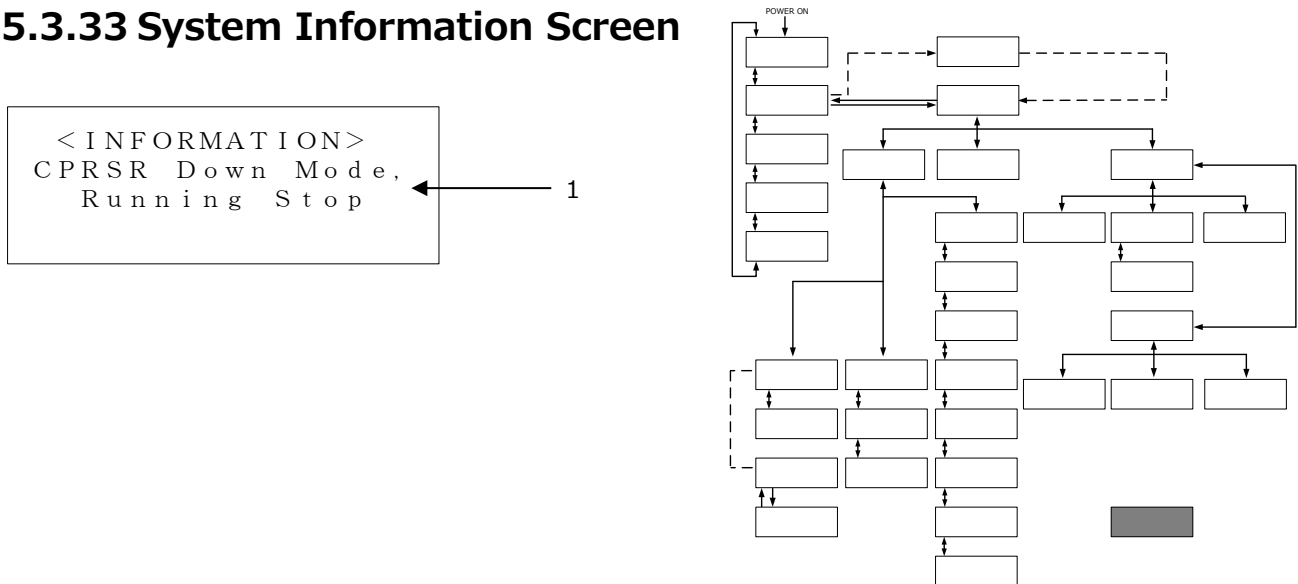 5.3.33 System Information Screen
POWER ON
<INFORMATION>
CPRSR Down Mode,
Running Stop
1